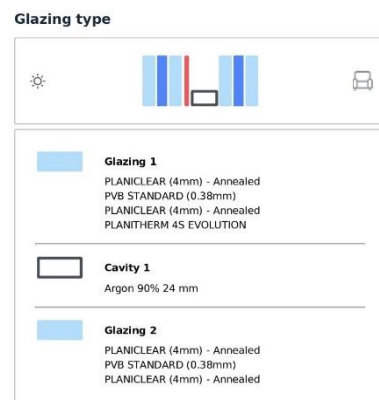 Glazing type
Glazing 1
PLANICLEAR (4mm) - Annealed
PVB STANDARD (0.38mm)
PLANICLEAR (4mm) - Annealed
PLANITHERM 4S EVOLUTION
Cavity 1
Argon 90% 24 mm
Glazing 2
PLANICLEAR (4mm) - Annealed
PVB STANDARD (0.38mm)
PLANICLEAR (4mm) - Annealed